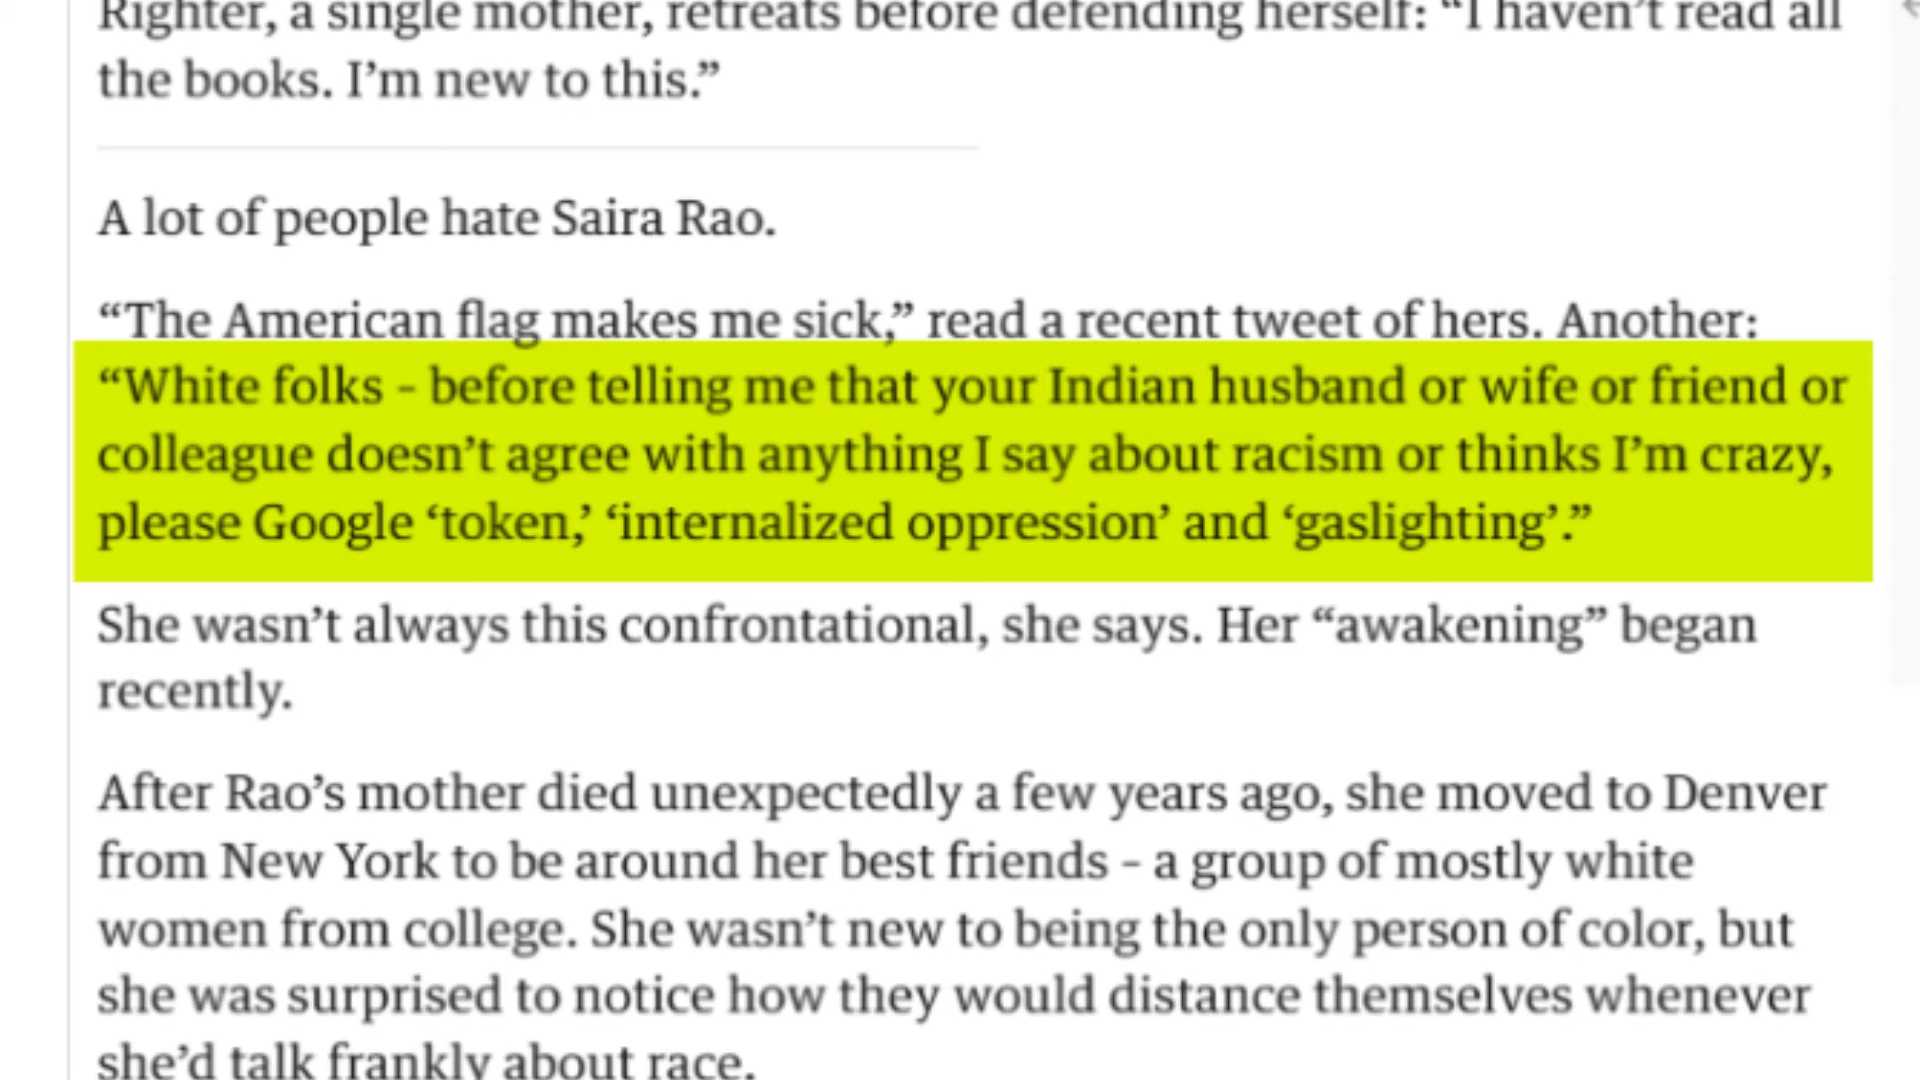 Righter, a single mother, retreats before defending herself: “I haven’t read all
the books. I’m new to this.”
A lot of people hate Saira Rao.
“The American flag makes me sick,” read a recent tweet of hers. Another:
“White folks – before telling me that your Indian husband or wife or friend or
colleague doesn’t agree with anything I say about racism or thinks I’m crazy,
please Google ‘token,’ ‘internalized oppression’ and ‘gaslighting’.”
She wasn’t always this confrontational, she says. Her “awakening” began
recently.
After Rao’s mother died unexpectedly a few years ago, she moved to Denver
from New York to be around her best friends – a group of mostly white
women from college. She wasn’t new to being the only person of color, but
she was surprised to notice how they would distance themselves whenever
she’d talk frankly about race.